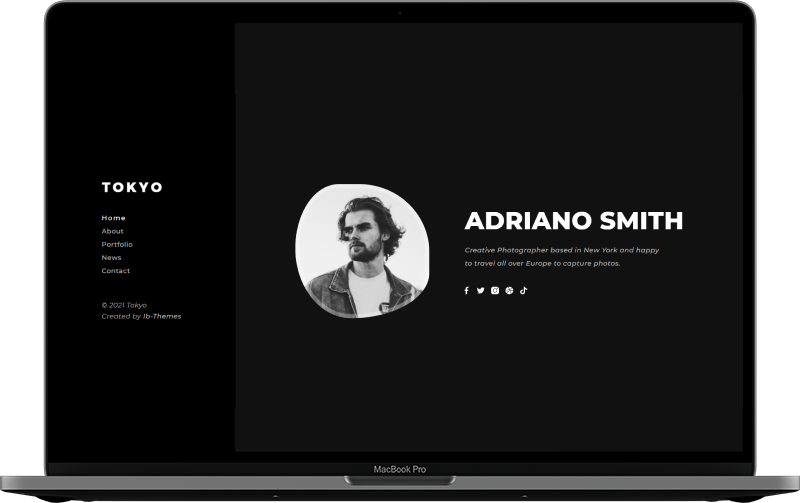 TOKYO
Home
About
Portfolio
News
Contact
© 2021 Tokyo
Created by Ib-Themes
ADRIANO SMITH
Creative Photographer based in New York and happy
to travel all over Europe to capture photos.
MacBook Pro